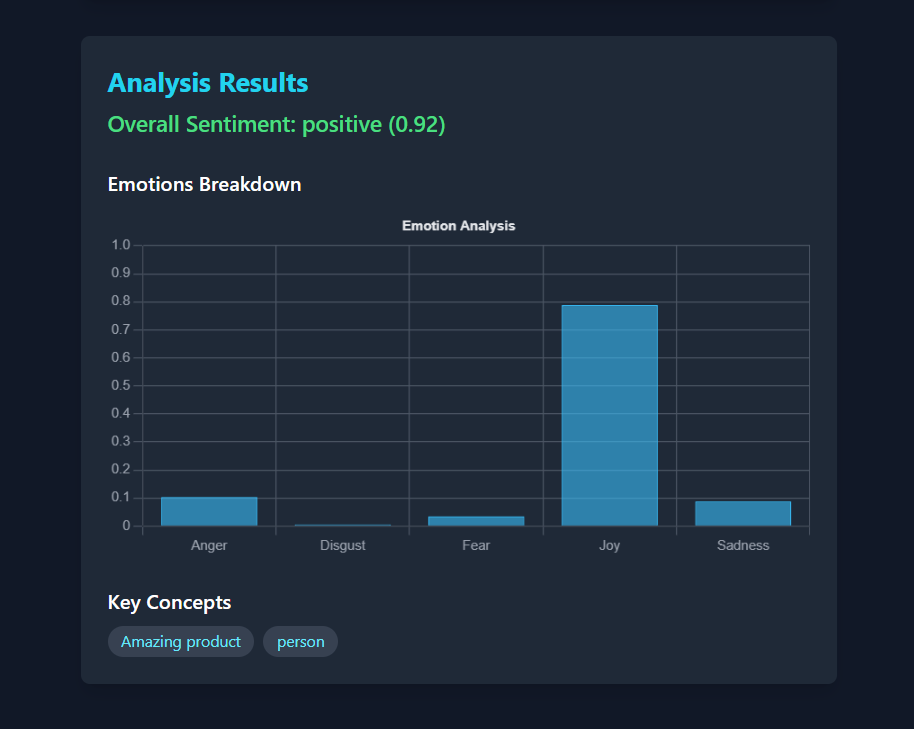 Analysis Results
Overall Sentiment: positive (0.92)
Emotions Breakdown
Emotion Analysis
1.0
0.9
0.8
0.7
0.6
0.5
0.4
0.3
0.2
0.1
0
Anger Disgust Fear Joy Sadness
Key Concepts
Amazing product person